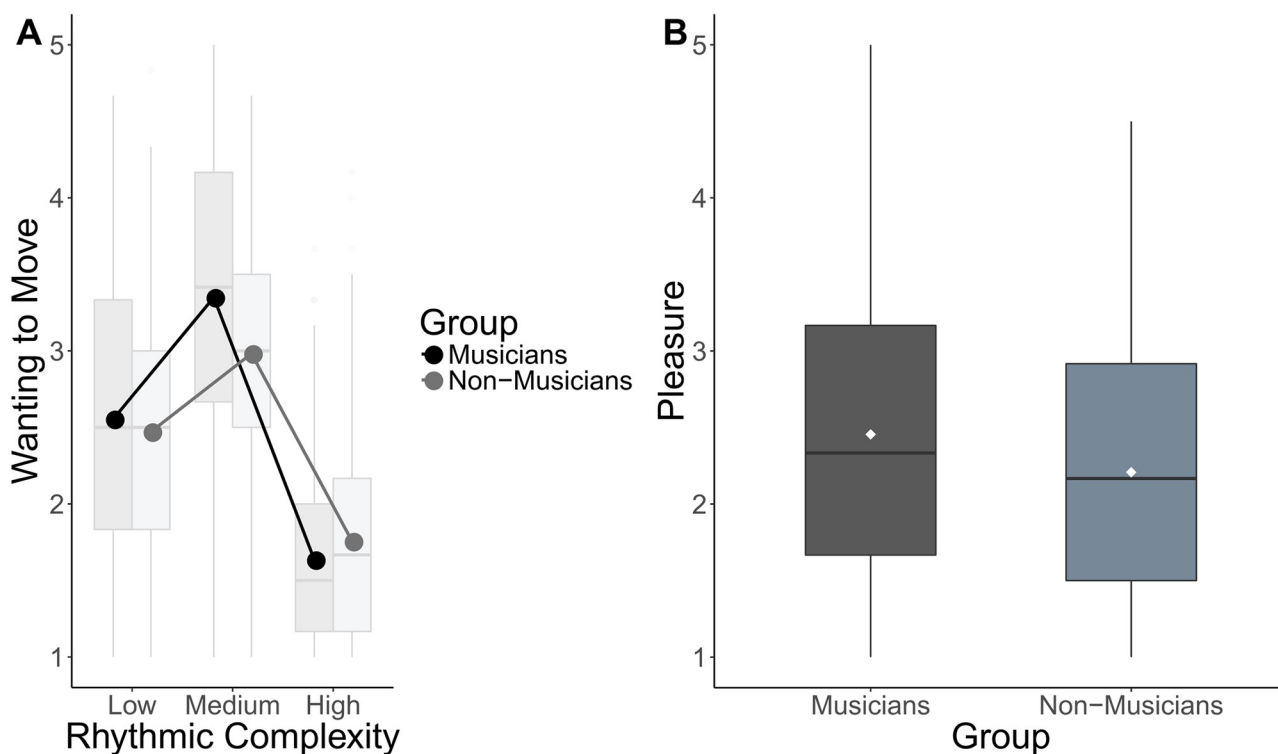 A
5
4
3
2
1
Wanting to Move
Low Medium High
Rhythmic Complexity
Group
Musicians
Non−Musicians
B
5
4
3
2
1
Pleasure
Musicians Non−Musicians
Group